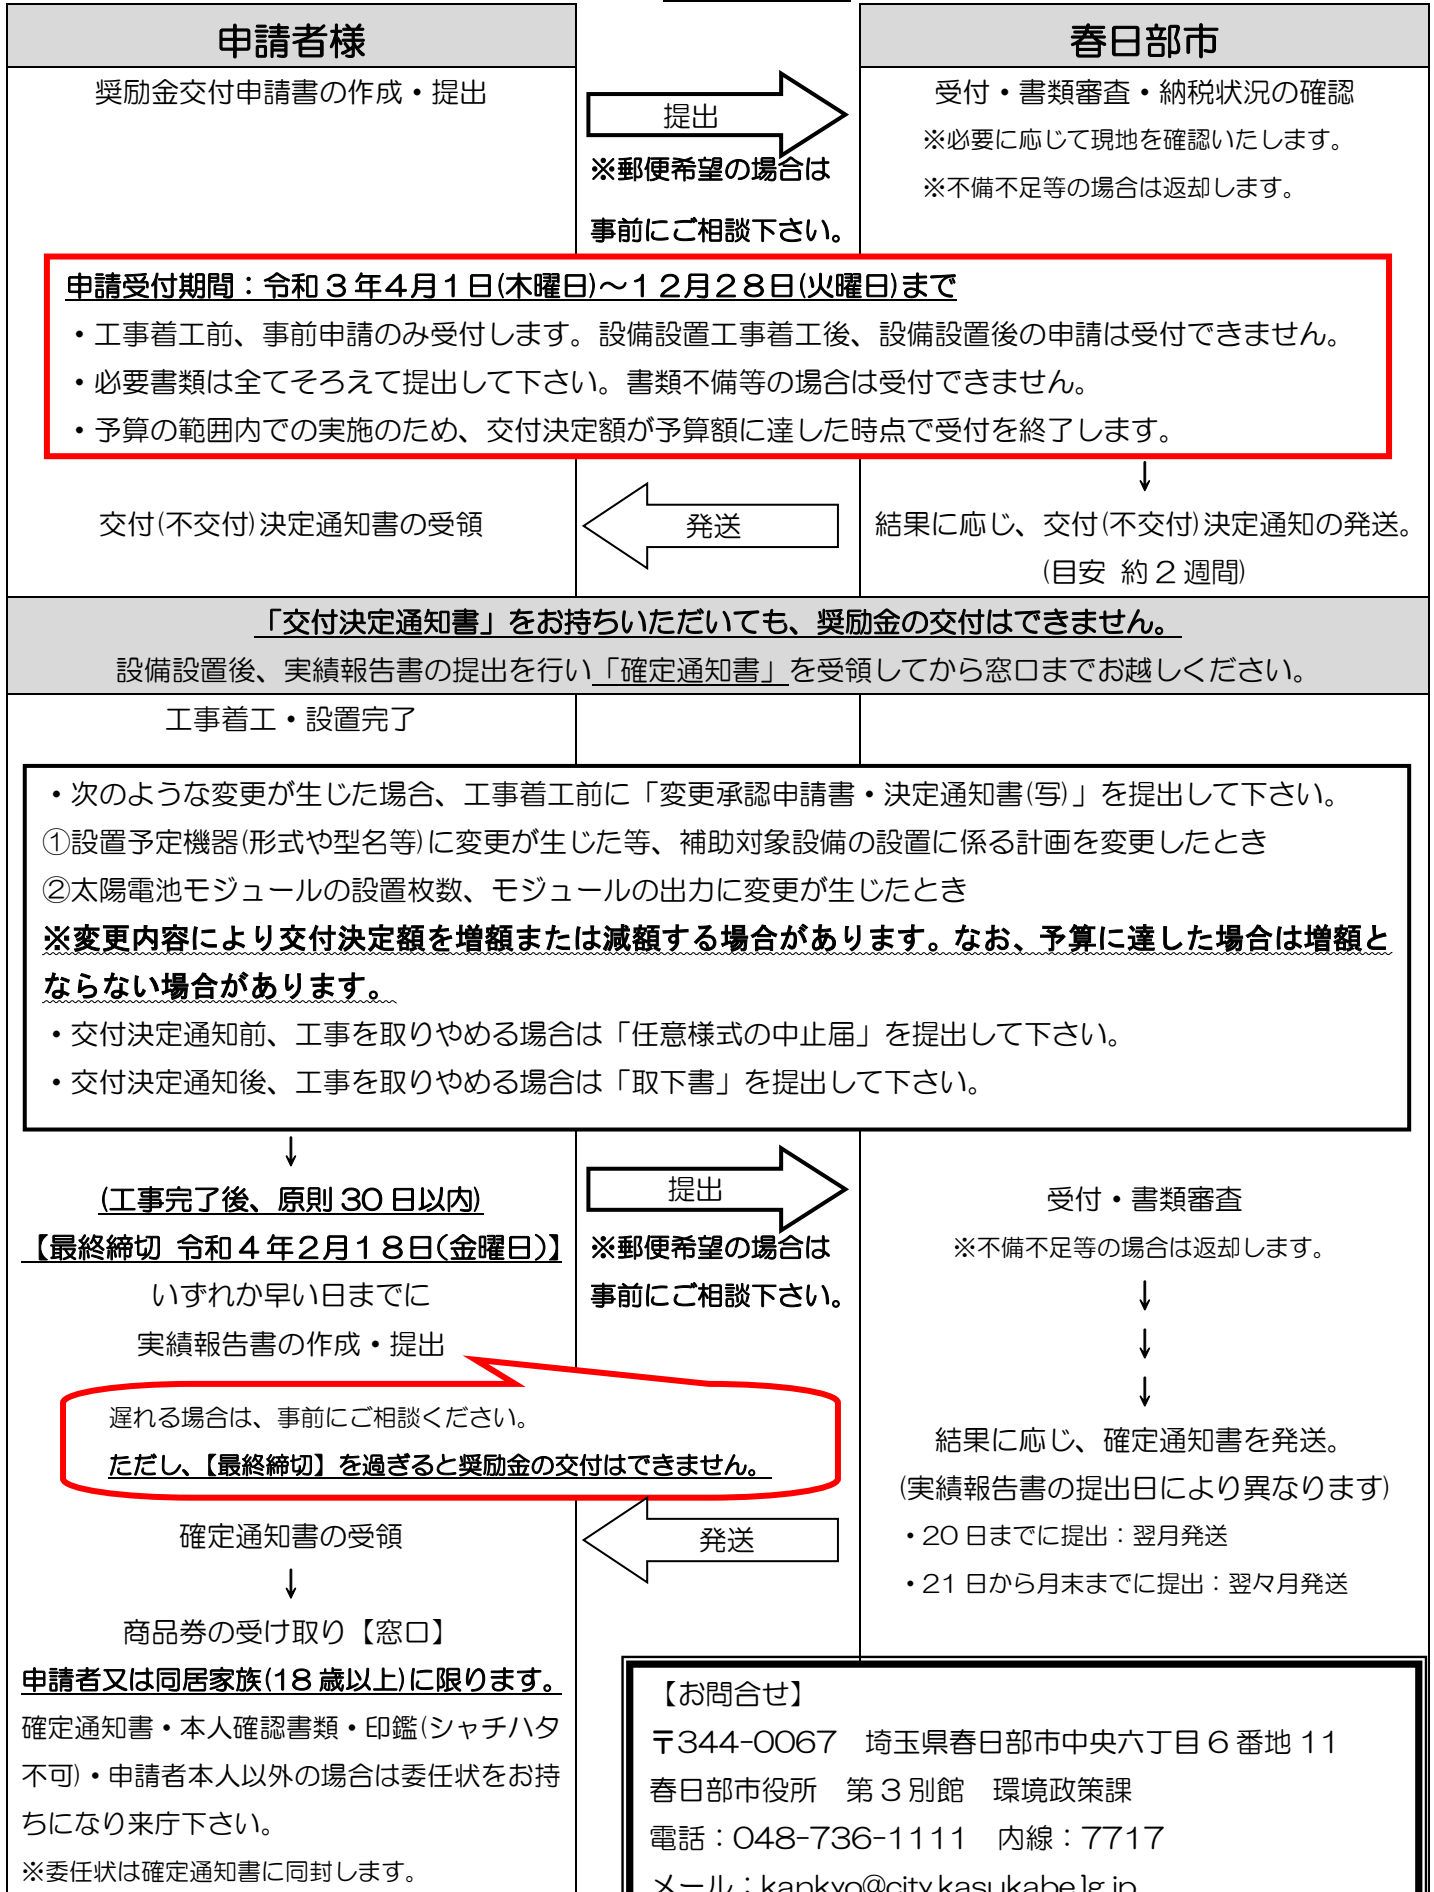 申請者様
春日部市
奨励金交付申請書の作成・提出
提出
※郵便希望の場合は
事前にご相談下さい。
受付・書類審査・納税状況の確認
※必要に応じて現地を確認いたします。
※不備不足等の場合は返却します。
申請受付期間：令和３年４月１日(木曜日)～１２月２８日(火曜日)まで
・工事着工前、事前申請のみ受付します。設備設置工事着工後、設備設置後の申請は受付できません。
・必要書類は全てそろえて提出して下さい。書類不備等の場合は受付できません。
・予算の範囲内での実施のため、交付決定額が予算額に達した時点で受付を終了します。
↓
交付(不交付)決定通知書の受領
発送
結果に応じ、交付(不交付)決定通知の発送。
(目安 約２週間)
「交付決定通知書」をお持ちいただいても、奨励金の交付はできません。
設備設置後、実績報告書の提出を行い「確定通知書」を受領してから窓口までお越しください。
工事着工・設置完了
・次のような変更が生じた場合、工事着工前に「変更承認申請書・決定通知書(写)」を提出して下さい。
①設置予定機器(形式や型名等)に変更が生じた等、補助対象設備の設置に係る計画を変更したとき
②太陽電池モジュールの設置枚数、モジュールの出力に変更が生じたとき
※変更内容により交付決定額を増額または減額する場合があります。なお、予算に達した場合は増額と
ならない場合があります。
・交付決定通知前、工事を取りやめる場合は「任意様式の中止届」を提出して下さい。
・交付決定通知後、工事を取りやめる場合は「取下書」を提出して下さい。
↓
(工事完了後、原則 30 日以内)
【最終締切 令和４年２月１８日(金曜日)】
いずれか早い日までに
実績報告書の作成・提出
提出
※郵便希望の場合は
事前にご相談下さい。
受付・書類審査
※不備不足等の場合は返却します。
↓
↓
↓
遅れる場合は、事前にご相談ください。
ただし、【最終締切】を過ぎると奨励金の交付はできません。
結果に応じ、確定通知書を発送。
(実績報告書の提出日により異なります)
・20 日までに提出：翌月発送
・21 日から月末までに提出：翌々月発送
発送
確定通知書の受領
↓
商品券の受け取り【窓口】
申請者又は同居家族(18 歳以上)に限ります。
確定通知書・本人確認書類・印鑑(シャチハタ
不可)・申請者本人以外の場合は委任状をお持
ちになり来庁下さい。
※委任状は確定通知書に同封します。
【お問合せ】
〒344-0067　埼玉県春日部市中央六丁目６番地 11
春日部市役所　第３別館　環境政策課
電話：048-736-1111　内線：7717
メール：kankyo@city.kasukabe.lg.jp